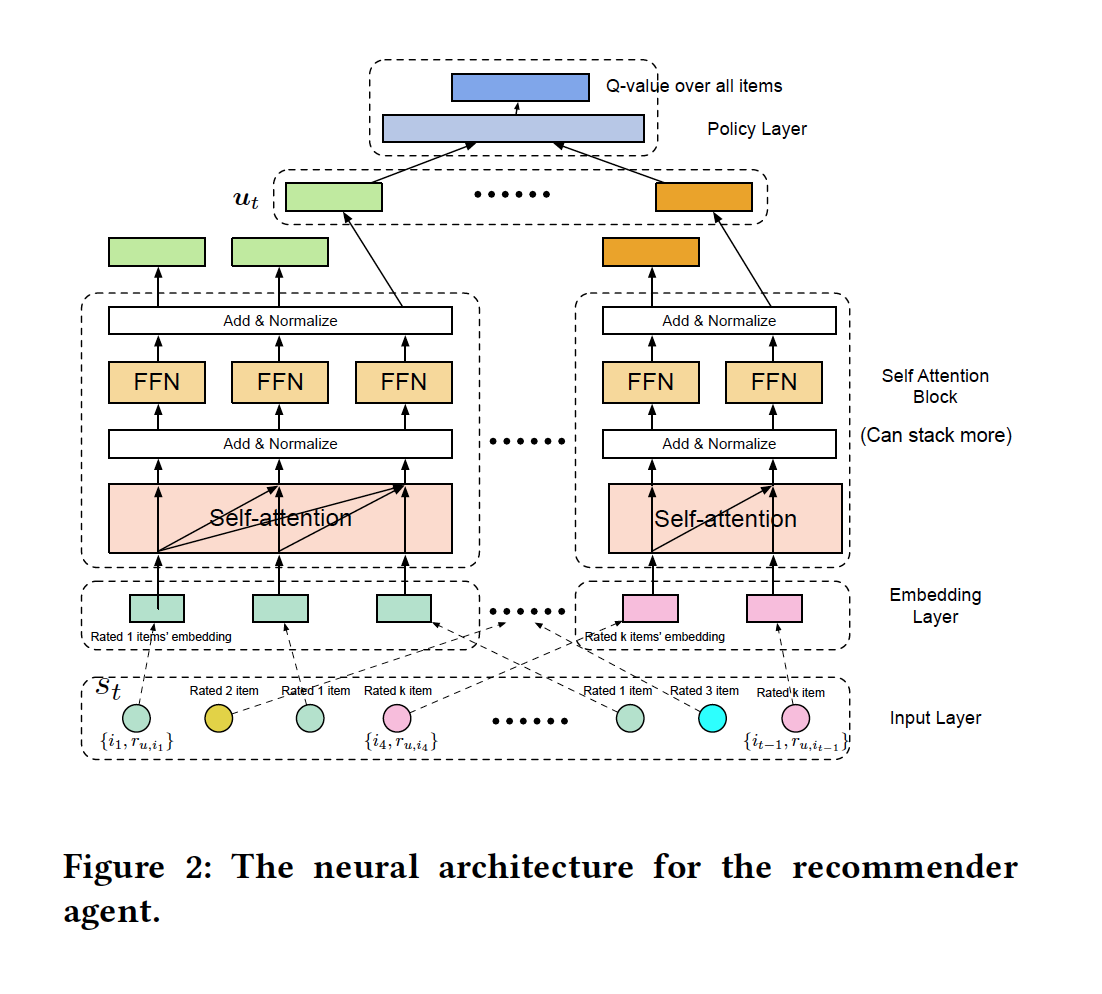 Q-value over all items
Policy Layer
u_t
Add & Normalize
Add & Normalize
FFN
FFN
FFN
FFN
FFN
Self Attention
Block
Add & Normalize
Add & Normalize
(Can stack more)
Self-attention
Self-attention
Embedding
Layer
Rated 1 items' embedding
Rated k items' embedding
s_t
Rated 2 item
Rated 1 item
Rated k item
Rated 1 item
Rated 3 item
Rated k item
Input Layer
{i_1, r_{u,i_1}}
{i_4, r_{u,i_4}}
{i_{t−1}, r_{u,i_{t−1}}}
Figure 2: The neural architecture for the recommender
agent.